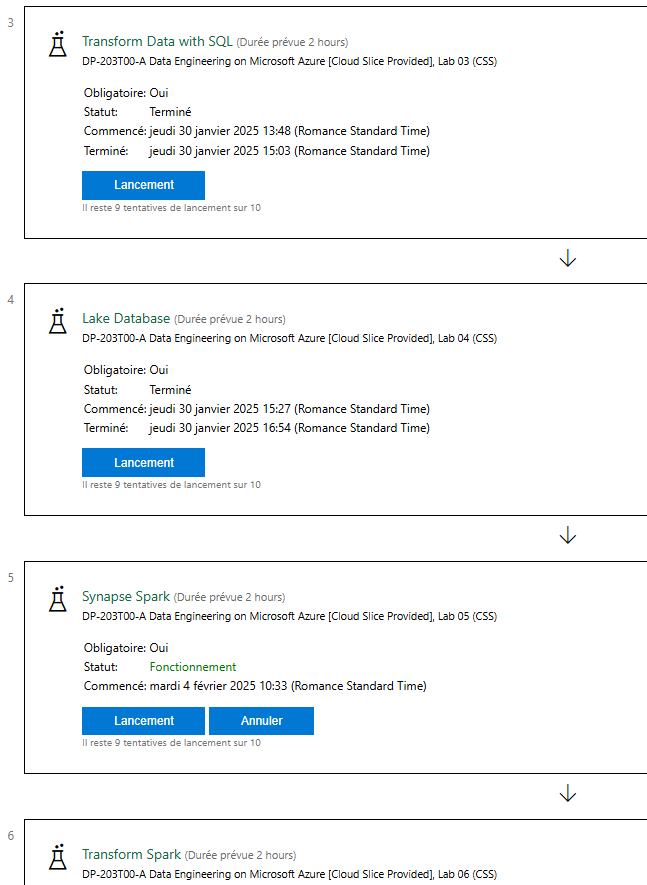 3
Transform Data with SQL (Durée prévue 2 hours)
DP-203T00-A Data Engineering on Microsoft Azure [Cloud Slice Provided], Lab 03 (CSS)
Obligatoire: Oui
Statut: Terminé
Commencé: jeudi 30 janvier 2025 13:48 (Romance Standard Time)
Terminé: jeudi 30 janvier 2025 15:03 (Romance Standard Time)
Lancement
Il reste 9 tentatives de lancement sur 10
4
Lake Database (Durée prévue 2 hours)
DP-203T00-A Data Engineering on Microsoft Azure [Cloud Slice Provided], Lab 04 (CSS)
Obligatoire: Oui
Statut: Terminé
Commencé: jeudi 30 janvier 2025 15:27 (Romance Standard Time)
Terminé: jeudi 30 janvier 2025 16:54 (Romance Standard Time)
Lancement
Il reste 9 tentatives de lancement sur 10
5
Synapse Spark (Durée prévue 2 hours)
DP-203T00-A Data Engineering on Microsoft Azure [Cloud Slice Provided], Lab 05 (CSS)
Obligatoire: Oui
Statut: Fonctionnement
Commencé: mardi 4 février 2025 10:33 (Romance Standard Time)
Lancement Annuler
Il reste 9 tentatives de lancement sur 10
6
Transform Spark (Durée prévue 2 hours)
DP-203T00-A Data Engineering on Microsoft Azure [Cloud Slice Provided], Lab 06 (CSS)